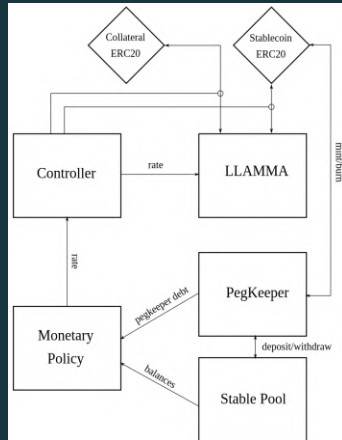 Collateral
ERC20
Stablecoin
ERC20
mint/burn
Controller
rate
LLAMMA
rate
pegkeeper debt
PegKeeper
deposit/withdraw
Monetary
Policy
balances
Stable Pool